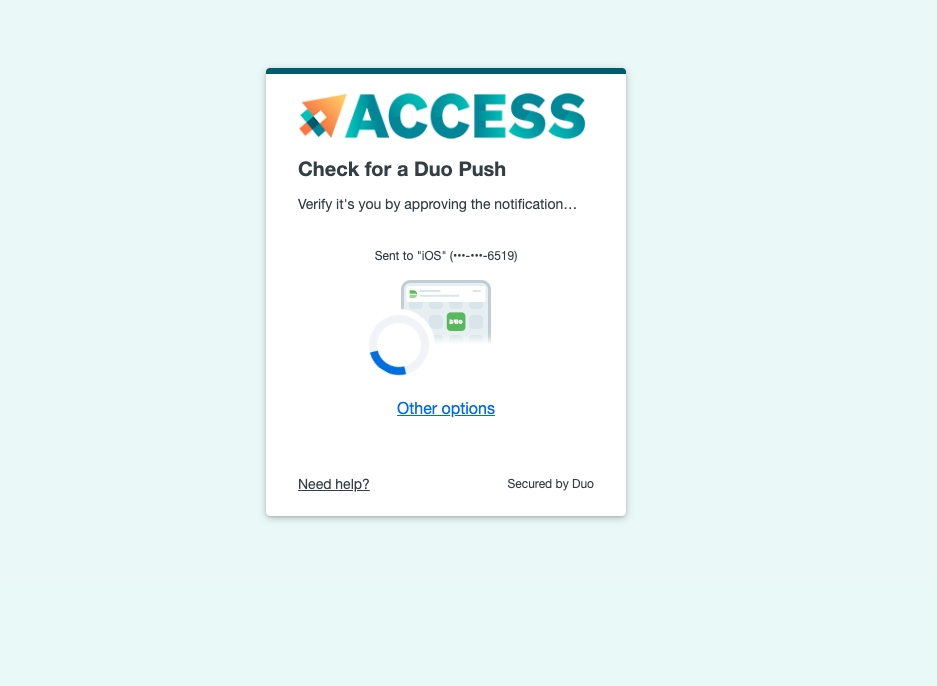 ACCESS
Check for a Duo Push
Verify it's you by approving the notification…
Sent to "iOS" (•••-•••-6519)
DUO
Other options
Need help?
Secured by Duo